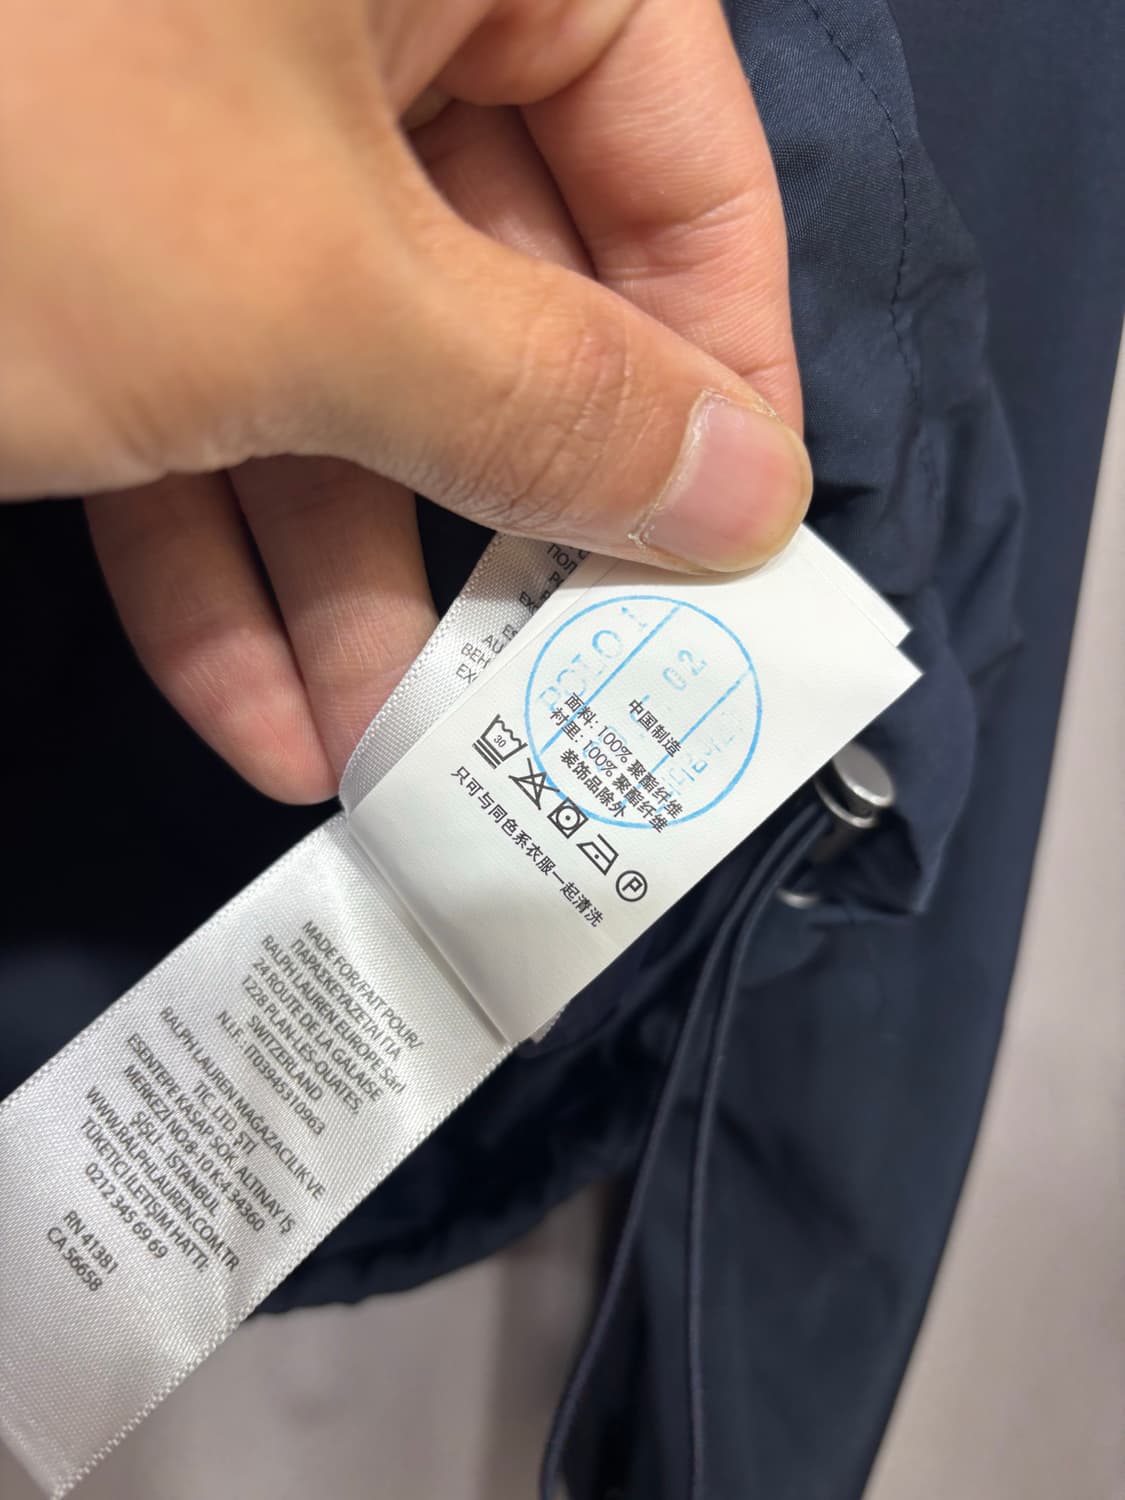 POLO
02
中国制造
面料: 100% 聚酯纤维
衬里: 100% 聚酯纤维
装饰品除外
30
P
只可与同色系衣服一起清洗
MADE FOR/FAIT POUR/
ΠΑΡΑΣΚΕΥΑΖΕΤΑΙ ΓΙΑ
RALPH LAUREN EUROPE Sàrl
24 ROUTE DE LA GALAISE
1228 PLAN-LES-OUATES,
SWITZERLAND
N.I.F.: IT03945310963
RALPH LAUREN MAĞAZACILIK VE
TIC. LTD. ŞTİ
ESENTEPE KASAP SOK. ALTINAY İŞ
MERKEZİ NO:8-10 K:4 34360
ŞİŞLİ – İSTANBUL
WWW.RALPHLAUREN.COM.TR
TÜKETİCİ İLETİŞİM HATTI:
0212 345 69 69
RN 41381
CA 56658